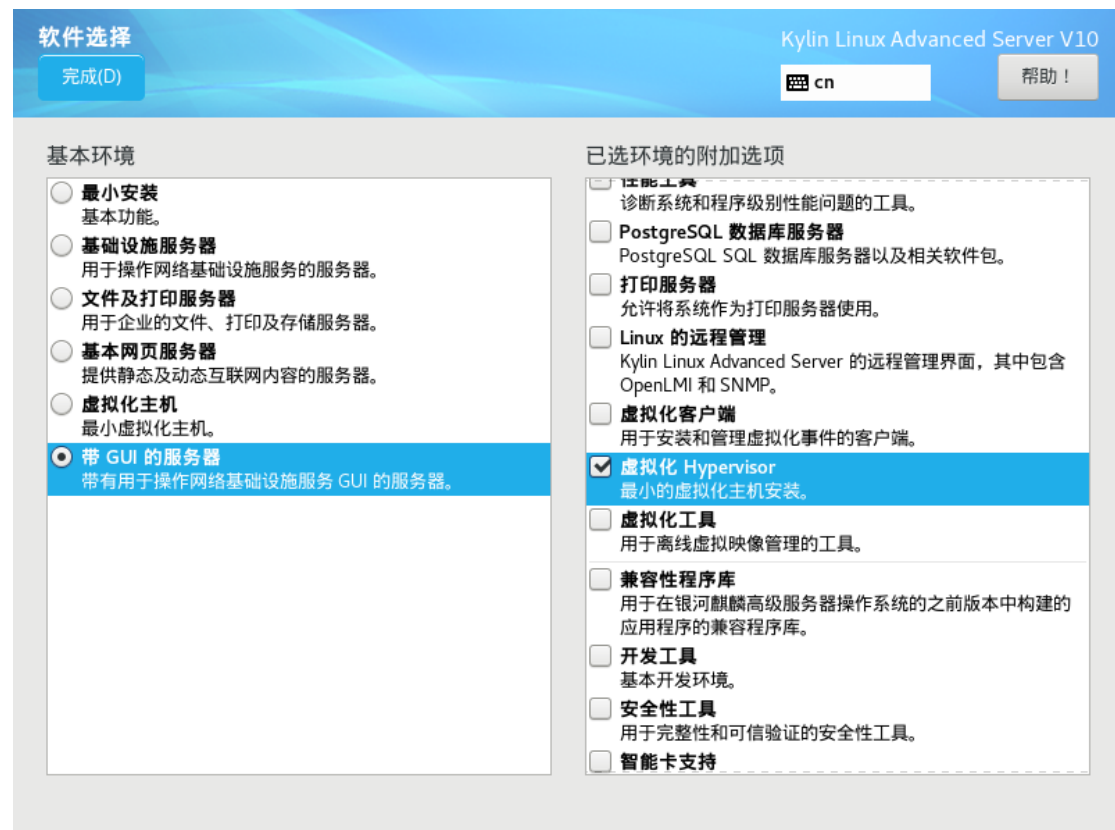 软件选择
Kylin Linux Advanced Server V10
完成(D)
cn
帮助！
基本环境
最小安装
基本功能。
基础设施服务器
用于操作网络基础设施服务的服务器。
文件及打印服务器
用于企业的文件、打印及存储服务器。
基本网页服务器
提供静态及动态互联网内容的服务器。
虚拟化主机
最小虚拟化主机。
带 GUI 的服务器
带有用于操作网络基础设施服务 GUI 的服务器。
已选环境的附加选项
性能工具
诊断系统和程序级别性能问题的工具。
PostgreSQL 数据库服务器
PostgreSQL SQL 数据库服务器以及相关软件包。
打印服务器
允许将系统作为打印服务器使用。
Linux 的远程管理
Kylin Linux Advanced Server 的远程管理界面，其中包含
OpenLMI 和 SNMP。
虚拟化客户端
用于安装和管理虚拟化事件的客户端。
虚拟化 Hypervisor
最小的虚拟化主机安装。
虚拟化工具
用于离线虚拟映像管理的工具。
兼容性程序库
用于在银河麒麟高级服务器操作系统的之前版本中构建的
应用程序的兼容程序库。
开发工具
基本开发环境。
安全性工具
用于完整性和可信验证的安全性工具。
智能卡支持